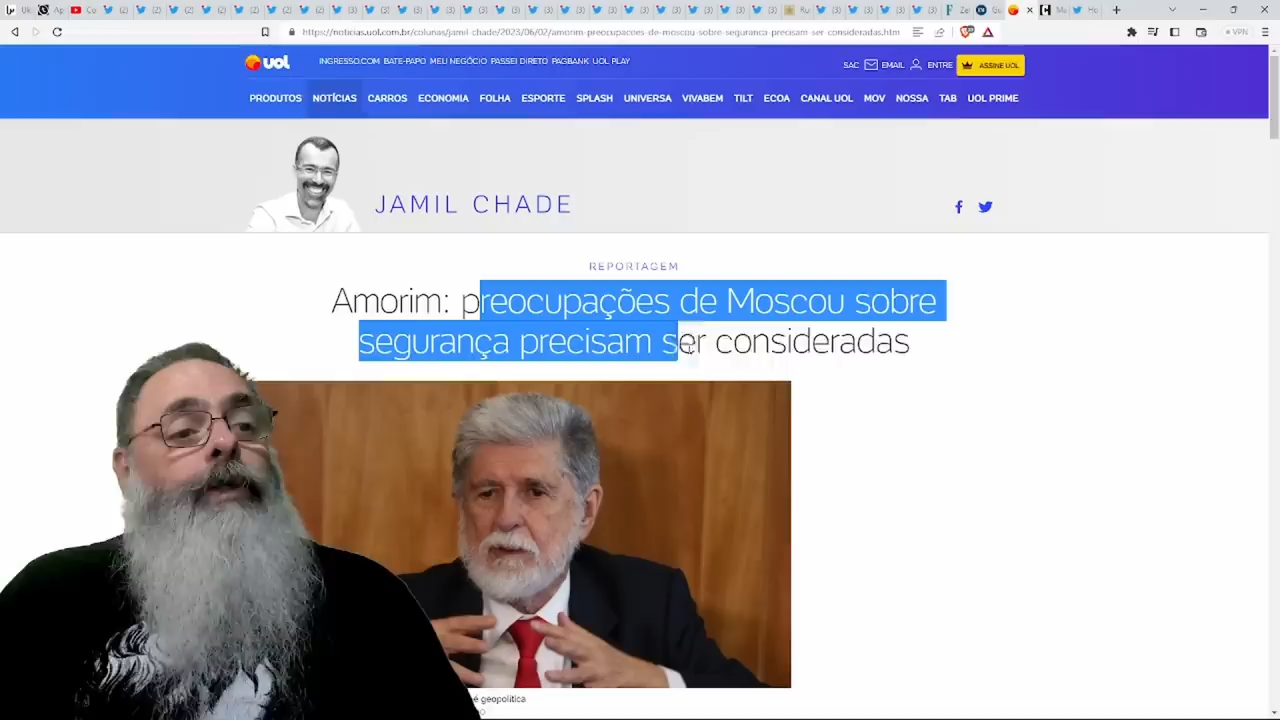 https://noticias.uol.com.br/colunas/jamil-chade/2023/06/02/amorim-preocupacoes-de-moscou-sobre-seguranca-precisam-ser-consideradas.htm
VPN
UOL
INGRESSO.COM BATE-PAPO MEU NEGÓCIO PASSEI DIRETO PAGBANK UOL PLAY
SAC EMAIL ENTRE ASSINE UOL
PRODUTOS NOTÍCIAS CARROS ECONOMIA FOLHA ESPORTE SPLASH UNIVERSA VIVABEM TILT ECOA CANAL UOL MOV NOSSA TAB UOL PRIME
JAMIL CHADE
REPORTAGEM
Amorim: preocupações de Moscou sobre
segurança precisam ser consideradas
é geopolítica